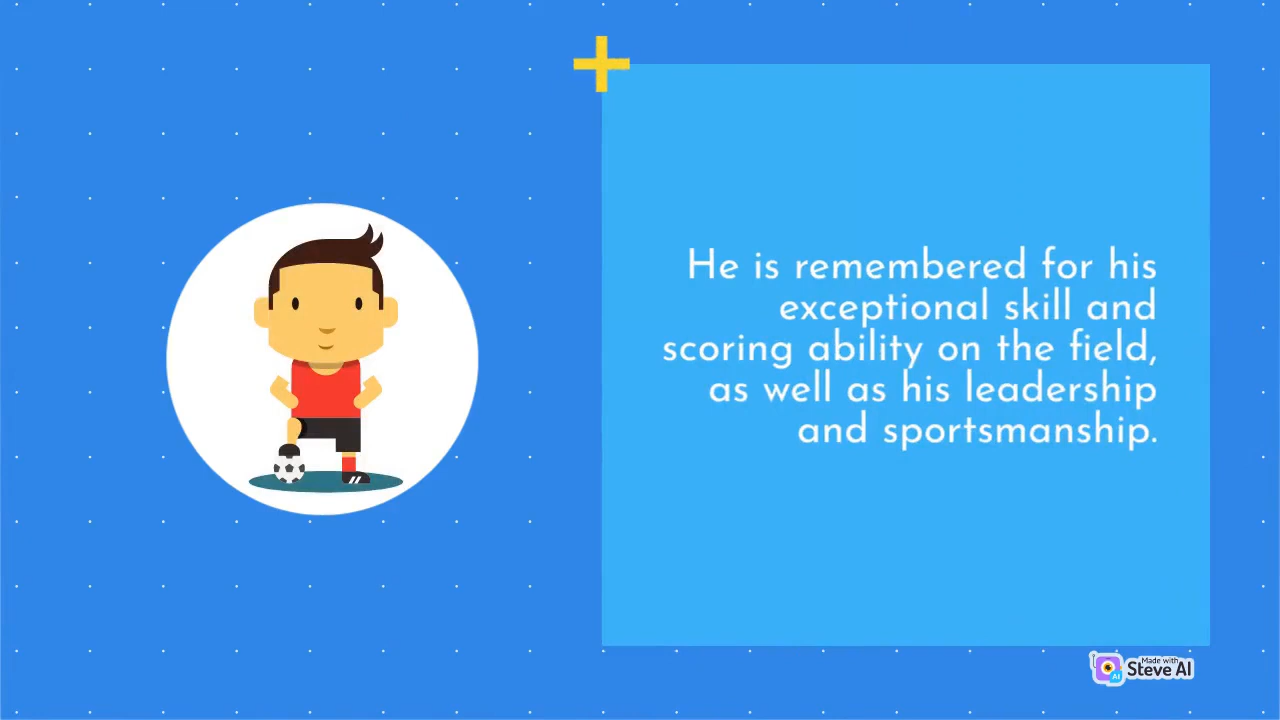 He is remembered for his
exceptional skill and
scoring ability on the field,
as well as his leadership
and sportsmanship.
Made with
Steve AI
AI